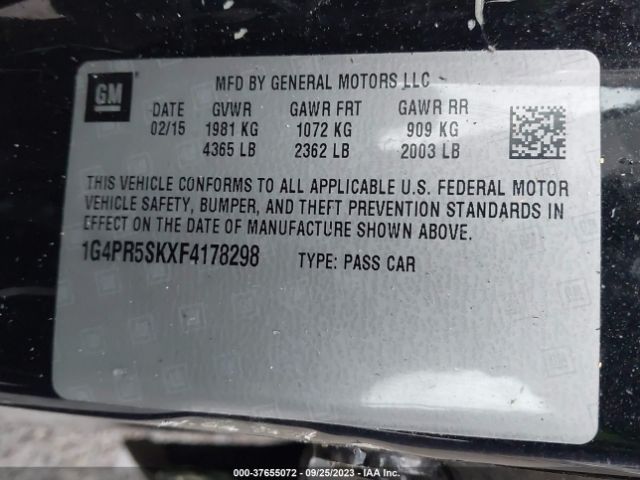 GM
MFD BY GENERAL MOTORS LLC
DATE GVWR GAWR FRT GAWR RR
02/15 1981 KG 1072 KG 909 KG
4365 LB 2362 LB 2003 LB
THIS VEHICLE CONFORMS TO ALL APPLICABLE U.S. FEDERAL MOTOR
VEHICLE SAFETY, BUMPER, AND THEFT PREVENTION STANDARDS IN
EFFECT ON THE DATE OF MANUFACTURE SHOWN ABOVE.
1G4PR5SKXF4178298 TYPE: PASS CAR
000-37655072 - 09/25/2023 - IAA Inc.